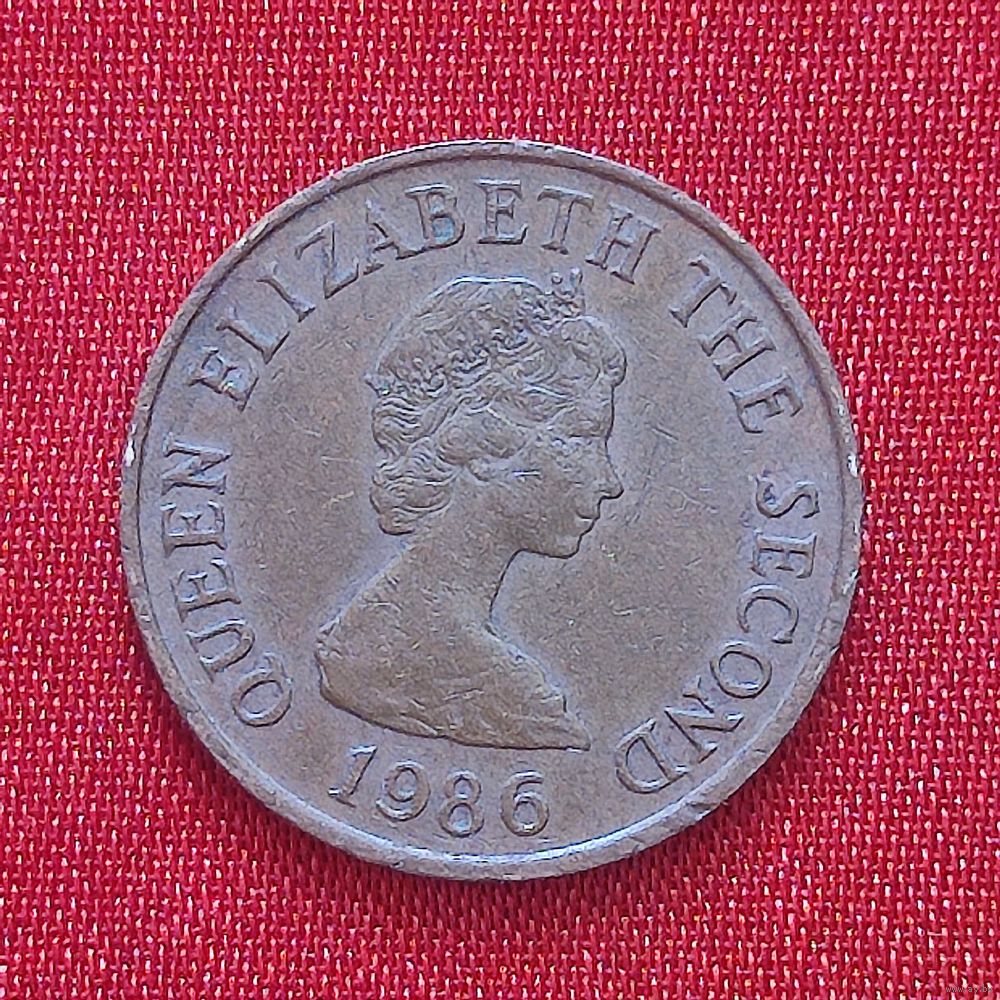 QUEEN ELIZABETH THE SECOND
1986